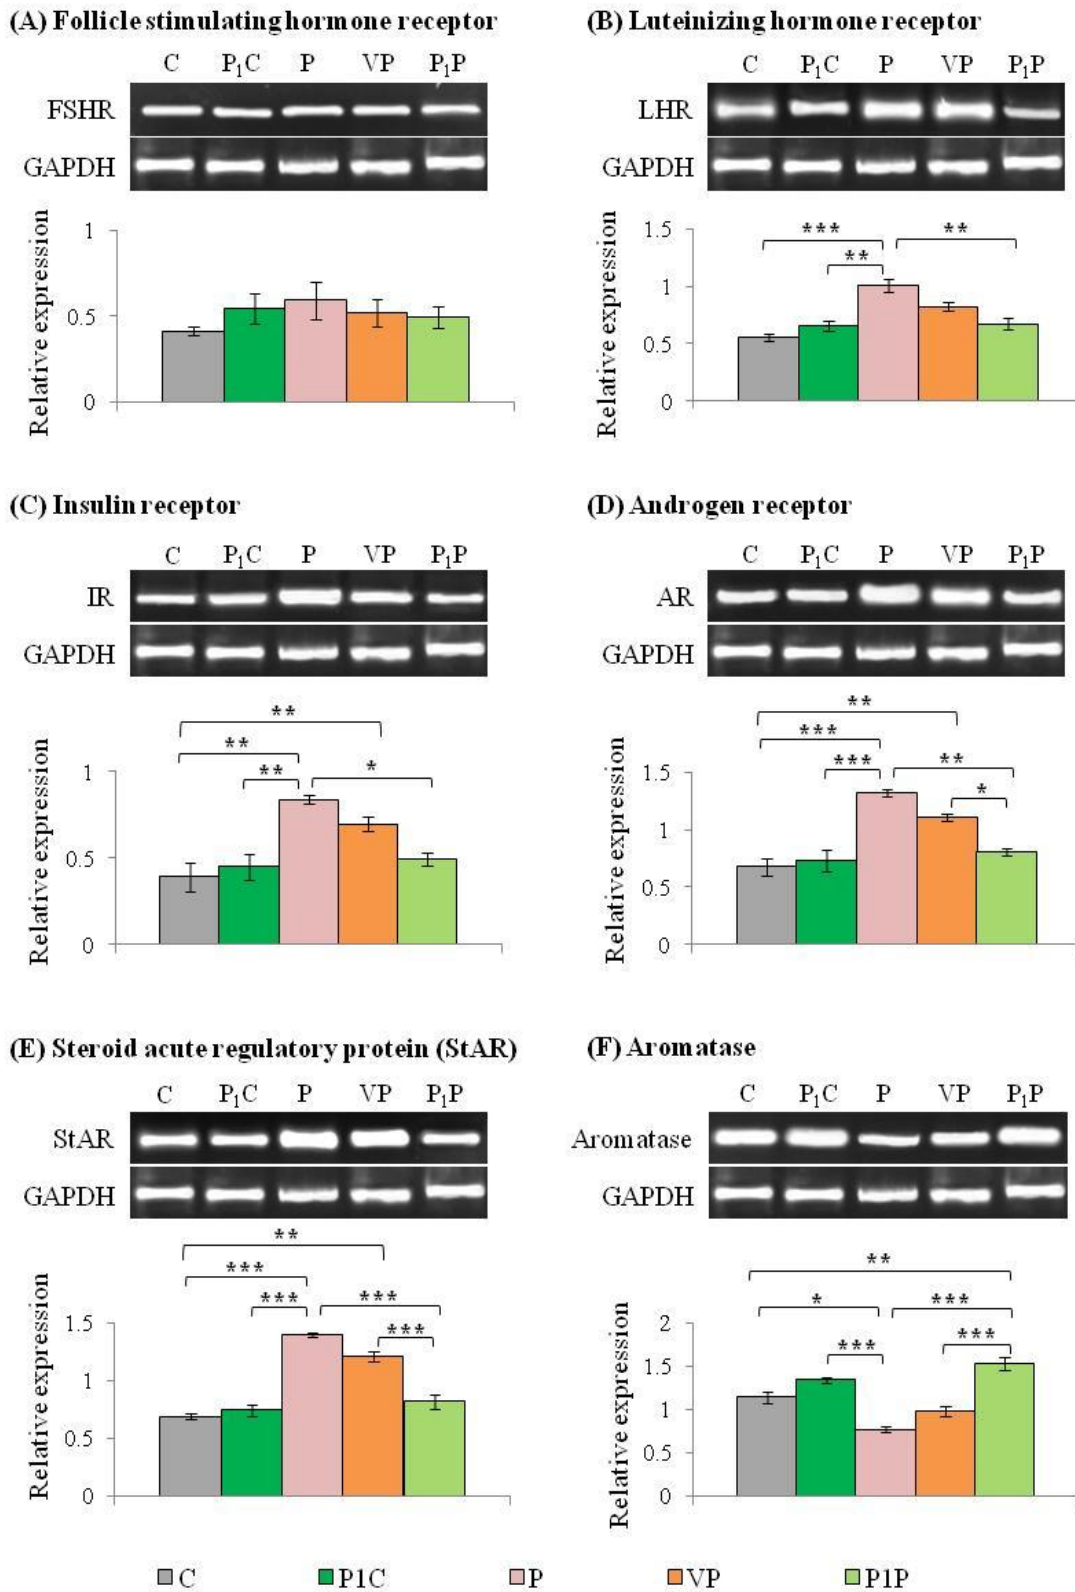 (A) Follicle stimulating hormone receptor
C P₁C P VP P₁P
FSHR
GAPDH
Relative expression
1
0.5
0
(B) Luteinizing hormone receptor
C P₁C P VP P₁P
LHR
GAPDH
Relative expression
1.5
1
0.5
0
***
**
**
(C) Insulin receptor
C P₁C P VP P₁P
IR
GAPDH
Relative expression
1
0.5
0
**
**
**
*
(D) Androgen receptor
C P₁C P VP P₁P
AR
GAPDH
Relative expression
1.5
1
0.5
0
**
***
***
**
*
(E) Steroid acute regulatory protein (StAR)
C P₁C P VP P₁P
StAR
GAPDH
Relative expression
1.5
1
0.5
0
**
***
***
***
***
(F) Aromatase
C P₁C P VP P₁P
Aromatase
GAPDH
Relative expression
2
1.5
1
0.5
0
**
*
***
***
***
C P1C P VP P1P